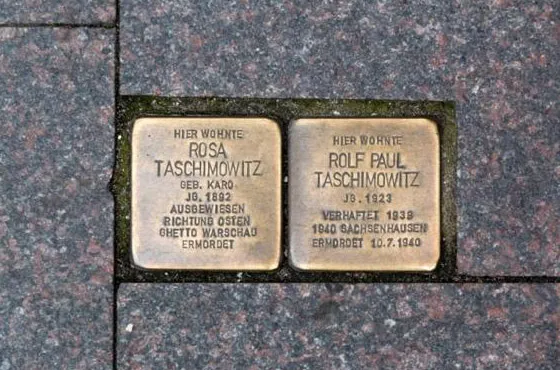 HIER WOHNTE
ROSA
TASCHIMOWITZ
GEB. KARO
JG. 1892
AUSGEWIESEN
RICHTUNG OSTEN
GHETTO WARSCHAU
ERMORDET
HIER WOHNTE
ROLF PAUL
TASCHIMOWITZ
JG. 1923
VERHAFTET 1939
1940 SACHSENHAUSEN
ERMORDET 10.7.1940